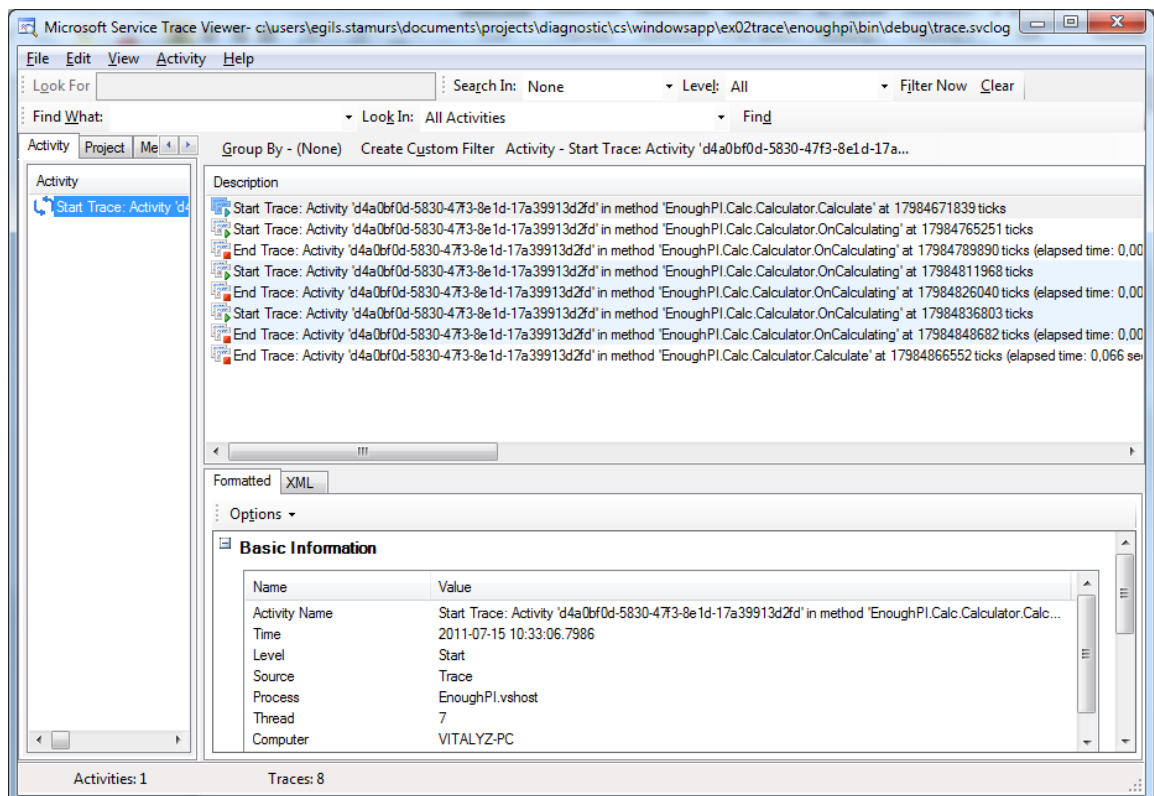 Microsoft Service Trace Viewer- c:\users\egils.stamurs\documents\projects\diagnostic\cs\windowsapp\ex02trace\enoughpi\bin\debug\trace.svclog
File Edit View Activity Help
Look For Search In: None Level: All Filter Now Clear
Find What: Look In: All Activities Find
Activity Project Me Group By - (None) Create Custom Filter Activity - Start Trace: Activity 'd4a0bf0d-5830-47f3-8e1d-17a...
Activity
Start Trace: Activity 'd4
Description
Start Trace: Activity 'd4a0bf0d-5830-47f3-8e1d-17a39913d2fd' in method 'EnoughPI.Calc.Calculator.Calculate' at 17984671839 ticks
Start Trace: Activity 'd4a0bf0d-5830-47f3-8e1d-17a39913d2fd' in method 'EnoughPI.Calc.Calculator.OnCalculating' at 17984765251 ticks
End Trace: Activity 'd4a0bf0d-5830-47f3-8e1d-17a39913d2fd' in method 'EnoughPI.Calc.Calculator.OnCalculating' at 17984789890 ticks (elapsed time: 0,00
Start Trace: Activity 'd4a0bf0d-5830-47f3-8e1d-17a39913d2fd' in method 'EnoughPI.Calc.Calculator.OnCalculating' at 17984811968 ticks
End Trace: Activity 'd4a0bf0d-5830-47f3-8e1d-17a39913d2fd' in method 'EnoughPI.Calc.Calculator.OnCalculating' at 17984826040 ticks (elapsed time: 0,00
Start Trace: Activity 'd4a0bf0d-5830-47f3-8e1d-17a39913d2fd' in method 'EnoughPI.Calc.Calculator.OnCalculating' at 17984836803 ticks
End Trace: Activity 'd4a0bf0d-5830-47f3-8e1d-17a39913d2fd' in method 'EnoughPI.Calc.Calculator.OnCalculating' at 17984848682 ticks (elapsed time: 0,00
End Trace: Activity 'd4a0bf0d-5830-47f3-8e1d-17a39913d2fd' in method 'EnoughPI.Calc.Calculator.Calculate' at 17984866552 ticks (elapsed time: 0,066 se
Formatted XML
Options
Basic Information
Name Value
Activity Name Start Trace: Activity 'd4a0bf0d-5830-47f3-8e1d-17a39913d2fd' in method 'EnoughPI.Calc.Calculator.Calc...
Time 2011-07-15 10:33:06.7986
Level Start
Source Trace
Process EnoughPI.vshost
Thread 7
Computer VITALYZ-PC
Activities: 1 Traces: 8